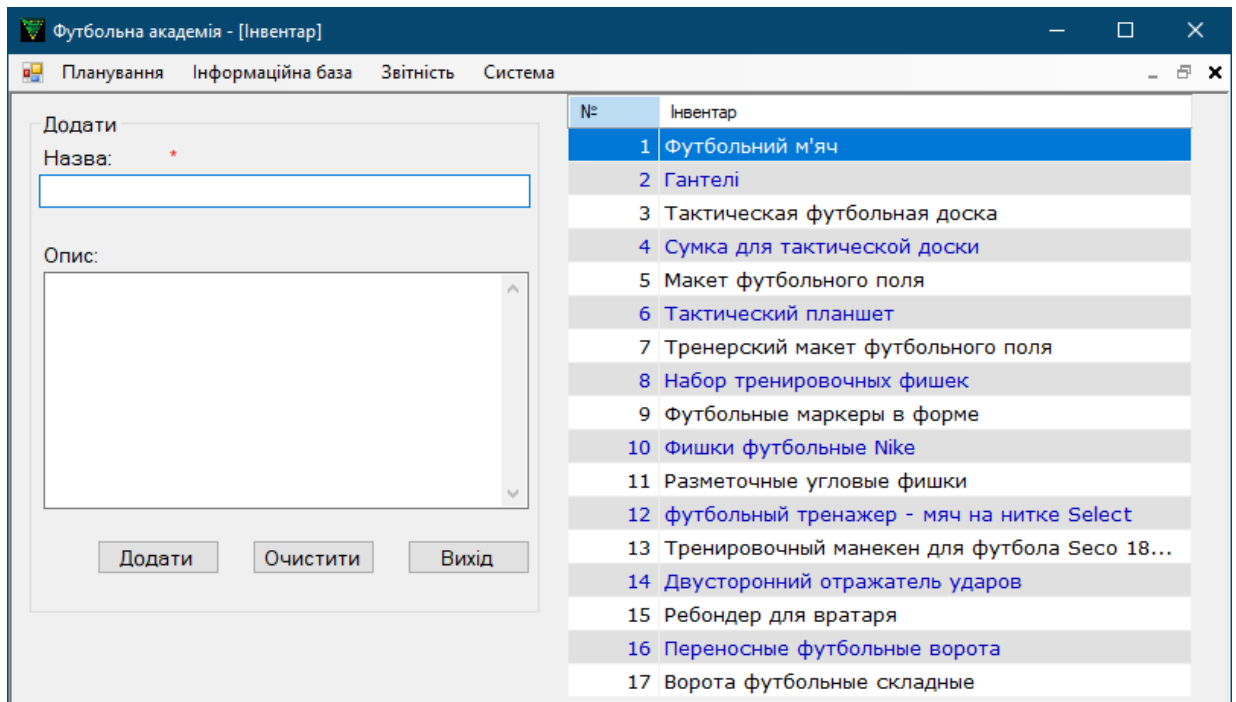 Футбольна академія - [Інвентар]
Планування Інформаційна база Звітність Система
Додати
Назва: *
Опис:
Додати Очистити Вихід
№ Інвентар
1 Футбольний м'яч
2 Гантелі
3 Тактическая футбольная доска
4 Сумка для тактической доски
5 Макет футбольного поля
6 Тактический планшет
7 Тренерский макет футбольного поля
8 Набор тренировочных фишек
9 Футбольные маркеры в форме
10 Фишки футбольные Nike
11 Разметочные угловые фишки
12 футбольный тренажер - мяч на нитке Select
13 Тренировочный манекен для футбола Seco 18...
14 Двусторонний отражатель ударов
15 Ребондер для вратаря
16 Переносные футбольные ворота
17 Ворота футбольные складные